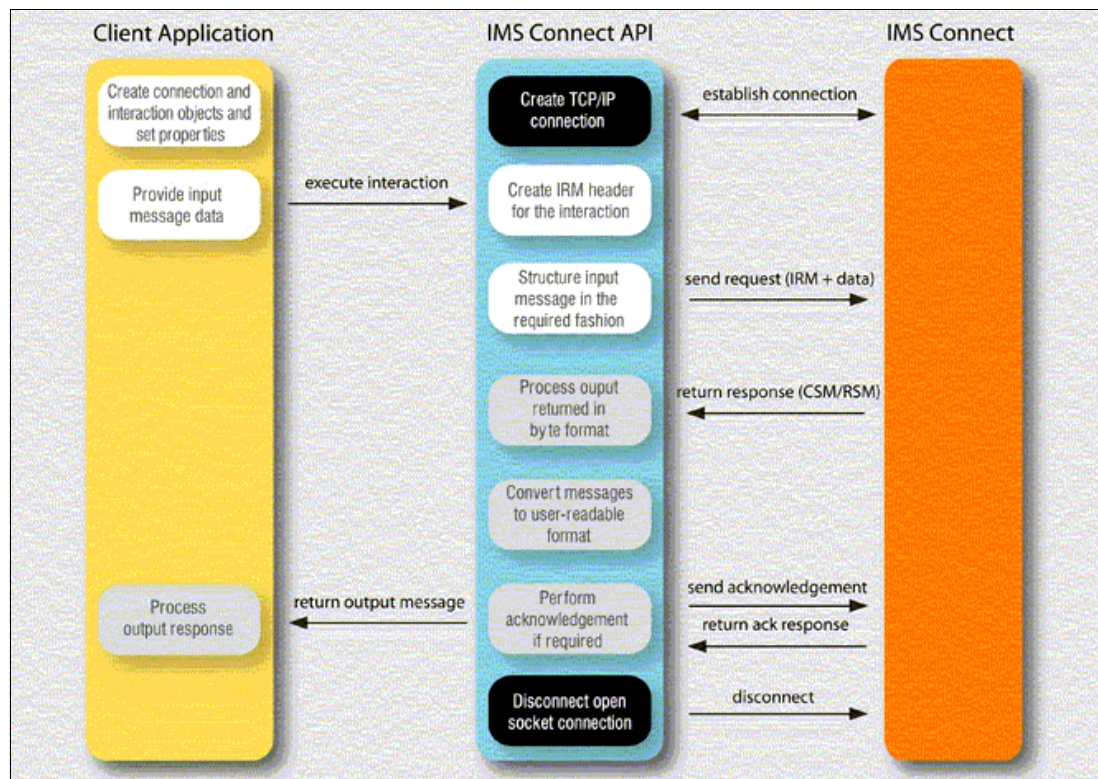 Client Application
IMS Connect API
IMS Connect
Create connection and
interaction objects and
set properties
Create TCP/IP
connection
establish connection
Provide input
message data
execute interaction
Create IRM header
for the interaction
Structure input
message in the
required fashion
send request (IRM + data)
Process ouput
returned in
byte format
return response (CSM/RSM)
Convert messages
to user-readable
format
Process
output response
return output message
Perform
acknowledgement
if required
send acknowledgement
return ack response
Disconnect open
socket connection
disconnect